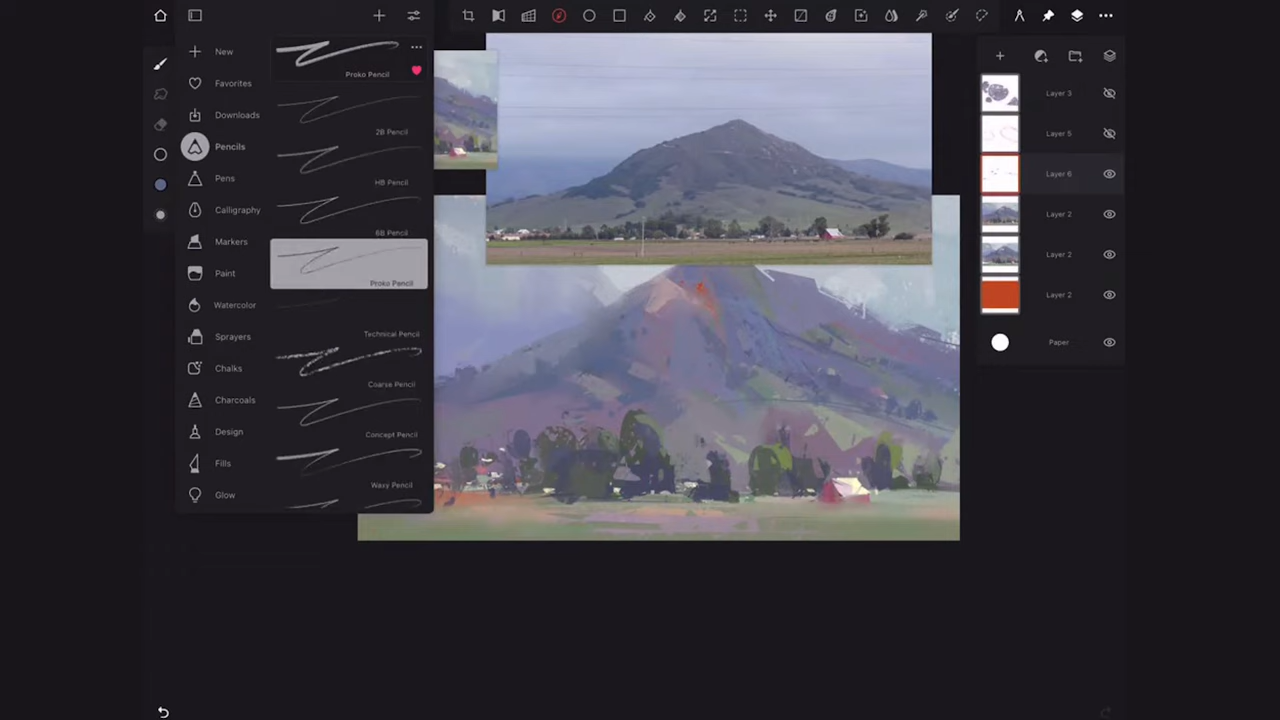 New
Favorites
Downloads
Pencils
Pens
Calligraphy
Markers
Paint
Watercolor
Sprayers
Chalks
Charcoals
Design
Fills
Glow
Proko Pencil
2B Pencil
HB Pencil
6B Pencil
Proko Pencil
Technical Pencil
Coarse Pencil
Concept Pencil
Waxy Pencil
Layer 3
Layer 5
Layer 6
Layer 2
Layer 2
Layer 2
Paper